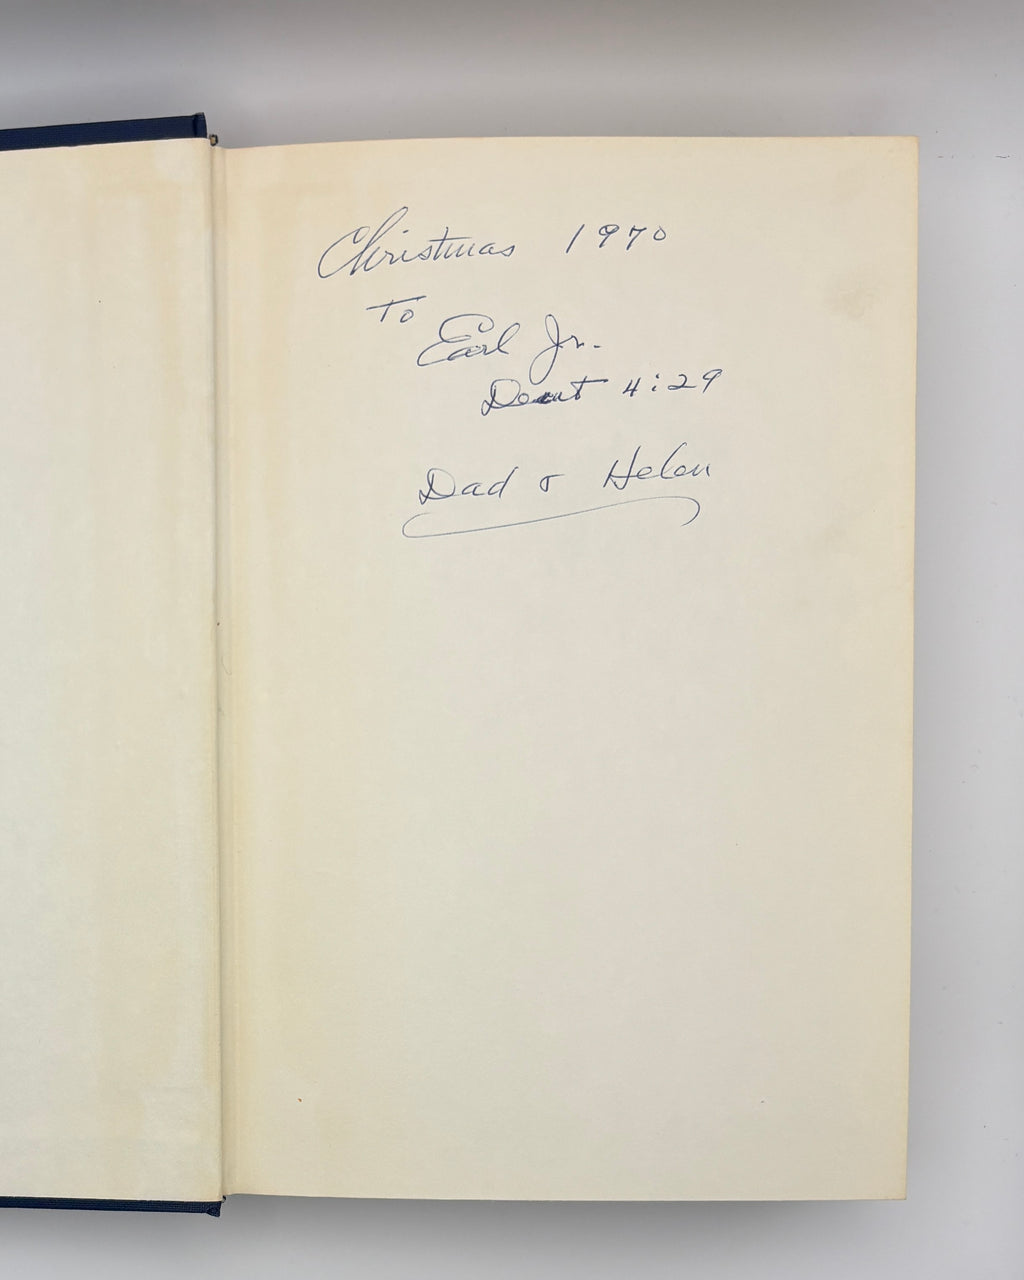 Christmas 1970
To
Earl Jr.
Deut 4:29
Dad & Helen